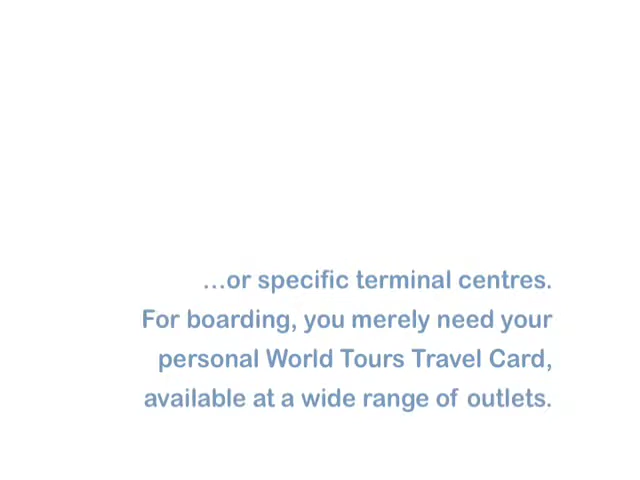 ...or specific terminal centres.
For boarding, you merely need your
personal World Tours Travel Card,
available at a wide range of outlets.